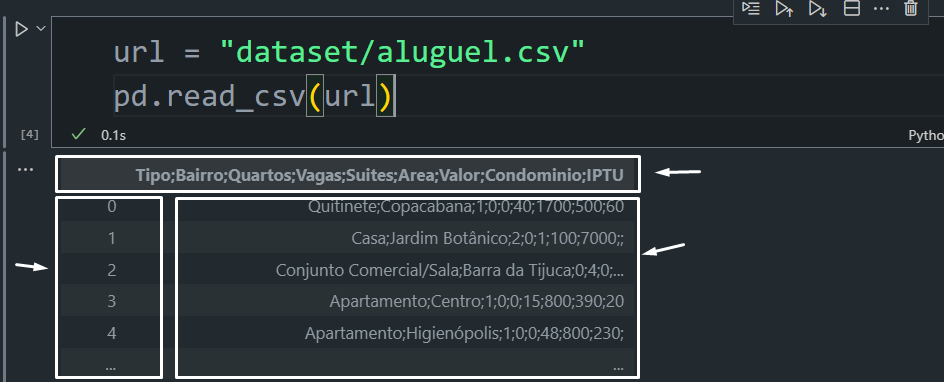 url = "dataset/aluguel.csv"
pd.read_csv(url)
[4] 0.1s Pytho
... Tipo;Bairro;Quartos;Vagas;Suites;Area;Valor;Condominio;IPTU
0 Quitinete;Copacabana;1;0;0;40;1700;500;60
1 Casa;Jardim Botânico;2;0;1;100;7000;;
2 Conjunto Comercial/Sala;Barra da Tijuca;0;4;0;...
3 Apartamento;Centro;1;0;0;15;800;390;20
4 Apartamento;Higienópolis;1;0;0;48;800;230;
... ...